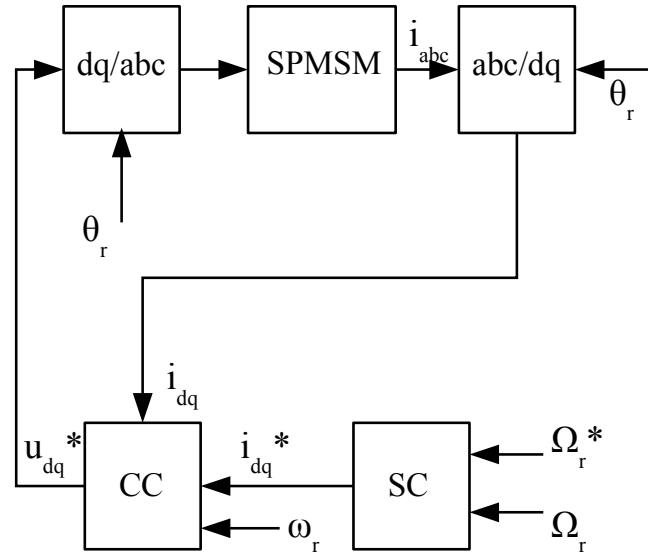 dq/abc
SPMSM
i_abc
abc/dq
θ_r
θ_r
i_dq
u_dq*
CC
i_dq*
SC
Ω_r*
ω_r
Ω_r